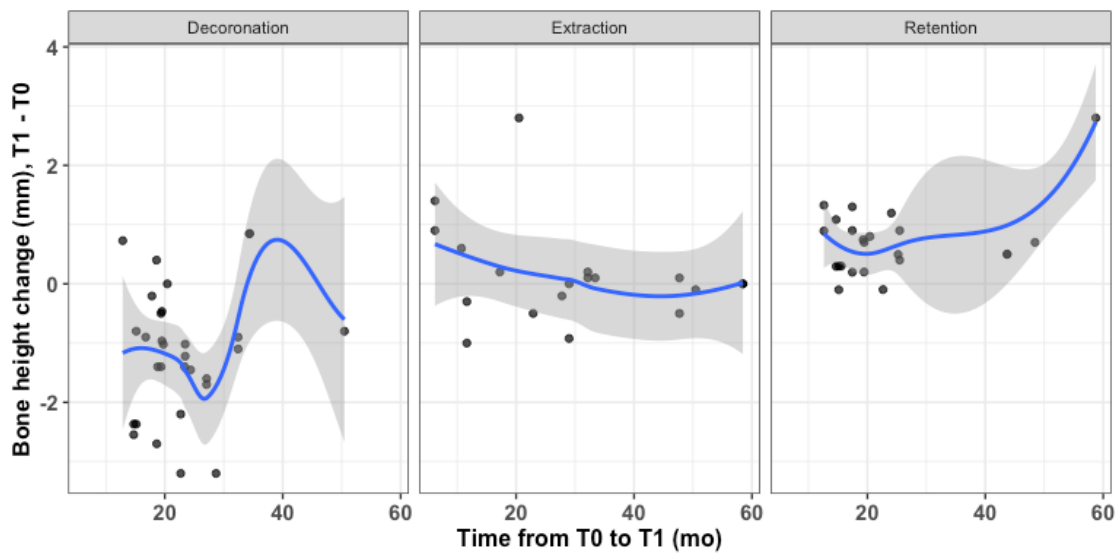 Decoronation Extraction Retention
Bone height change (mm), T1 - T0
4
2
0
-2
20 40 60 20 40 60 20 40 60
Time from T0 to T1 (mo)